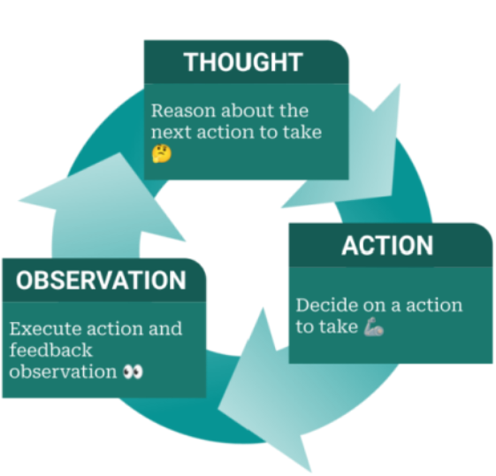 THOUGHT
Reason about the
next action to take
🤔
ACTION
Decide on a action
to take 🦾
OBSERVATION
Execute action and
feedback
observation 👀